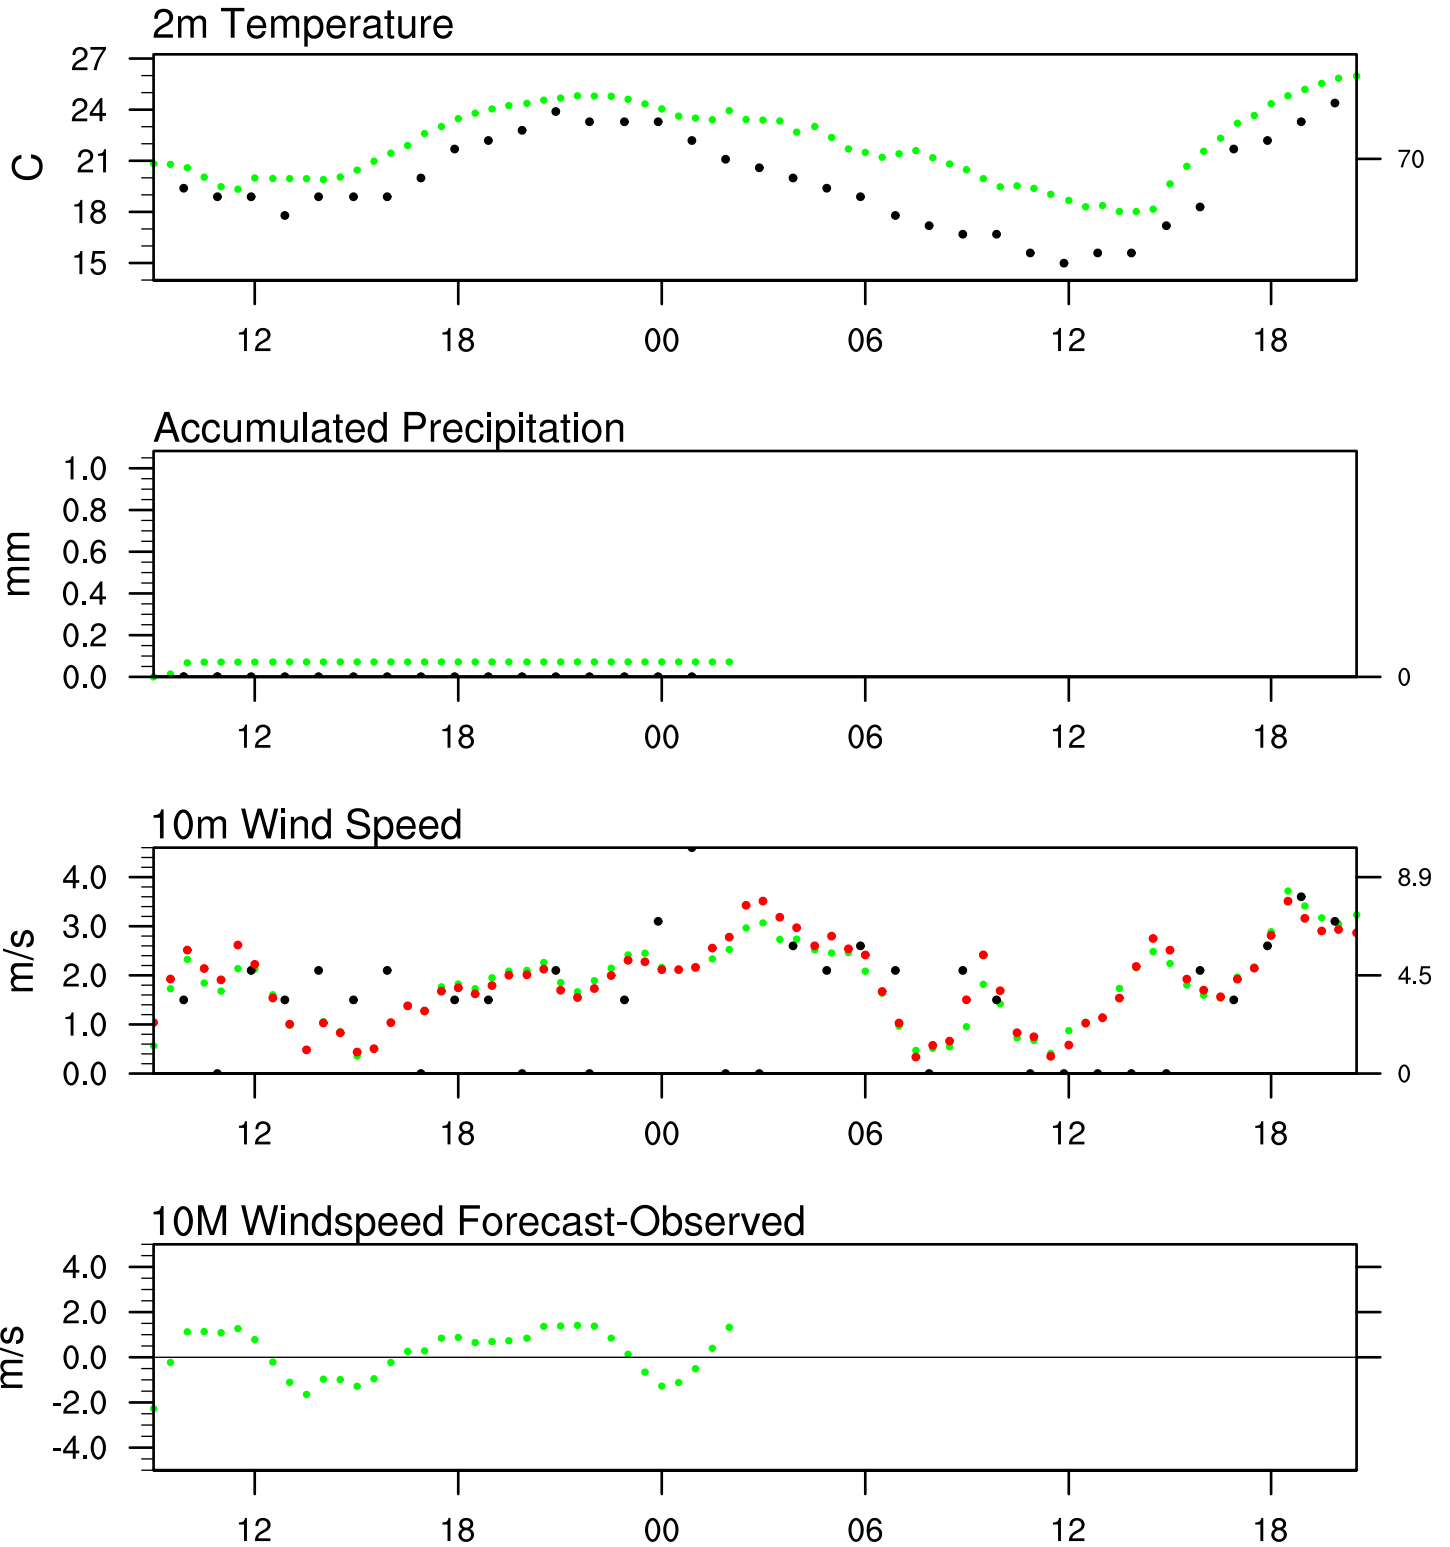 2m Temperature
27
24
21
18
15
C
70
12 18 00 06 12 18
Accumulated Precipitation
1.0
0.8
0.6
0.4
0.2
0.0
mm
0
12 18 00 06 12 18
10m Wind Speed
4.0
3.0
2.0
1.0
0.0
m/s
8.9
4.5
0
12 18 00 06 12 18
10M Windspeed Forecast-Observed
4.0
2.0
0.0
-2.0
-4.0
m/s
12 18 00 06 12 18